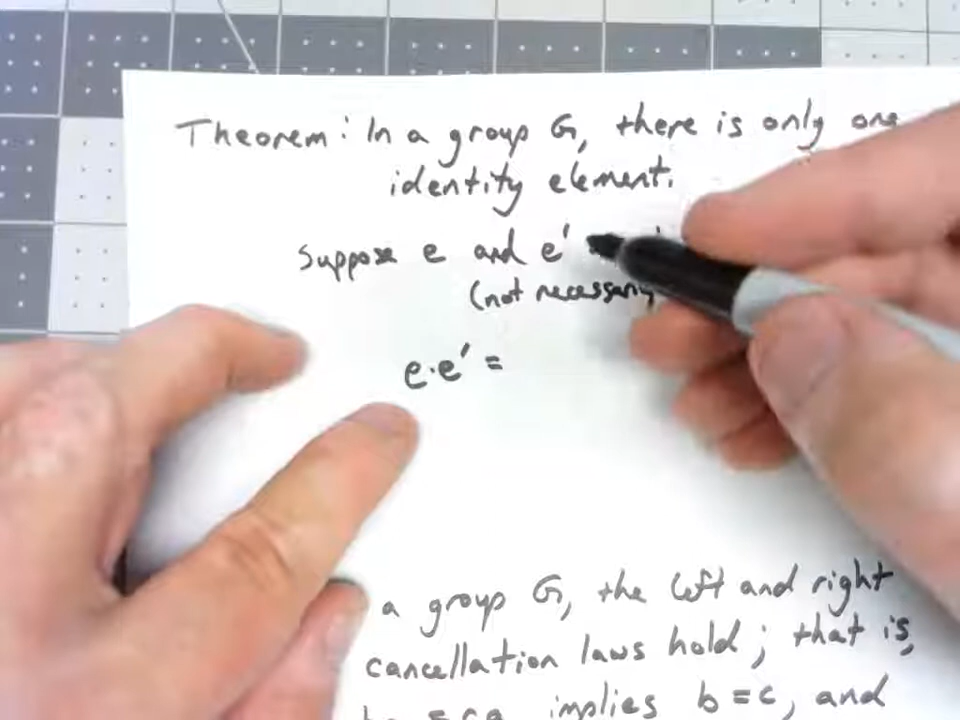 Theorem: In a group G, there is only one
identity element.
Suppose e and e'
(not necessarily
e·e' =
a group G, the left and right
cancellation laws hold; that is,
= ca implies b = c, and